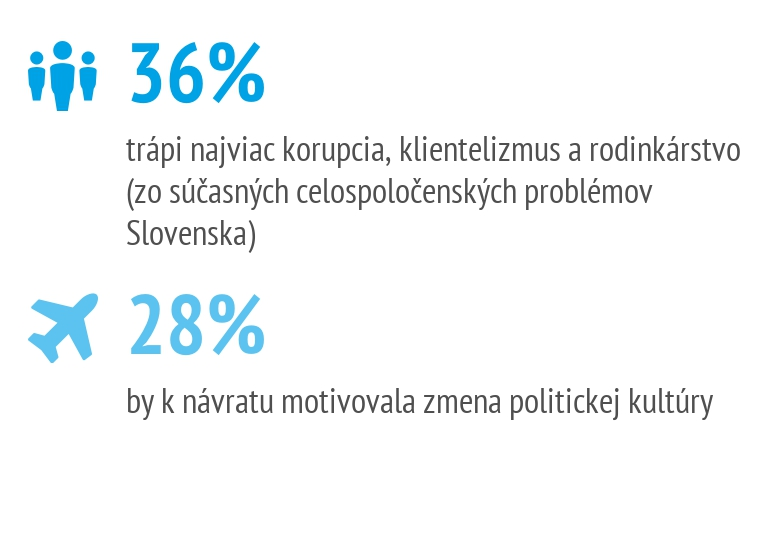 36%
trápi najviac korupcia, klientelizmus a rodinkárstvo
(zo súčasných celospoločenských problémov
Slovenska)
28%
by k návratu motivovala zmena politickej kultúry